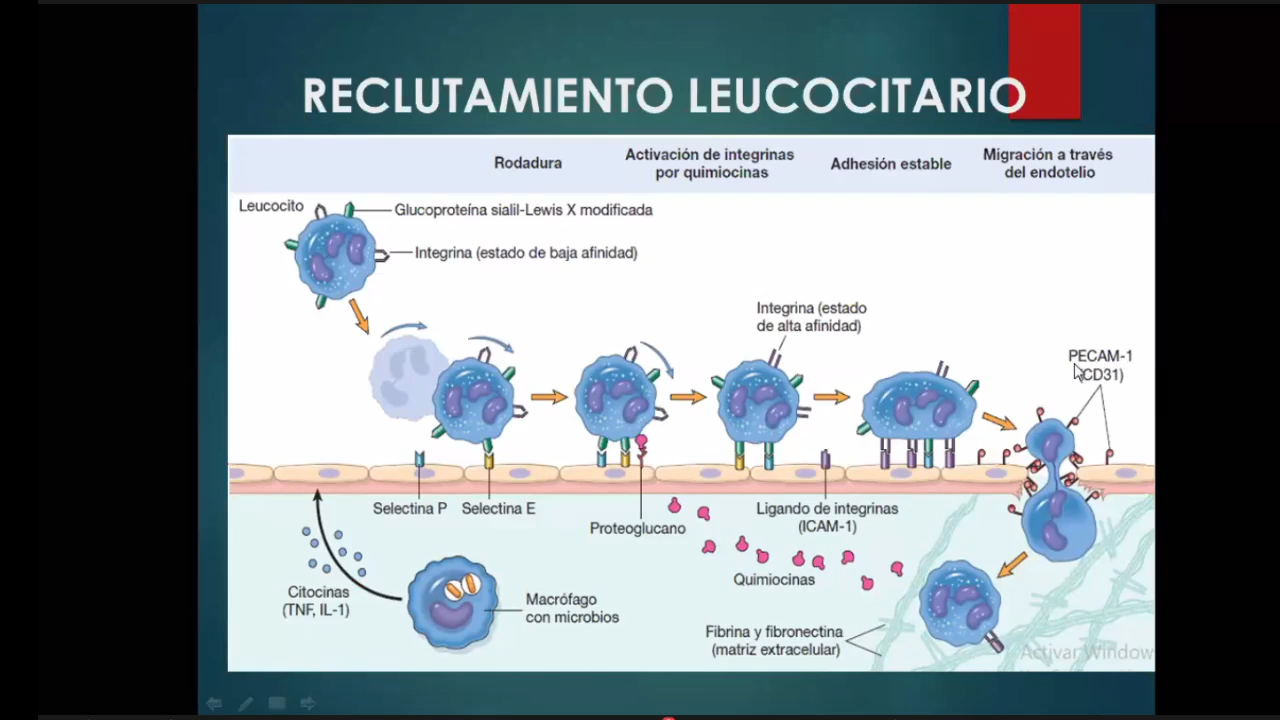 RECLUTAMIENTO LEUCOCITARIO
Rodadura
Activación de integrinas
por quimiocinas
Adhesión estable
Migración a través
del endotelio
Leucocito
Glucoproteína sialil-Lewis X modificada
Integrina (estado de baja afinidad)
Integrina (estado
de alta afinidad)
PECAM-1
(CD31)
Selectina P
Selectina E
Proteoglucano
Ligando de integrinas
(ICAM-1)
Quimiocinas
Citocinas
(TNF, IL-1)
Macrófago
con microbios
Fibrina y fibronectina
(matriz extracelular)
Activar Window